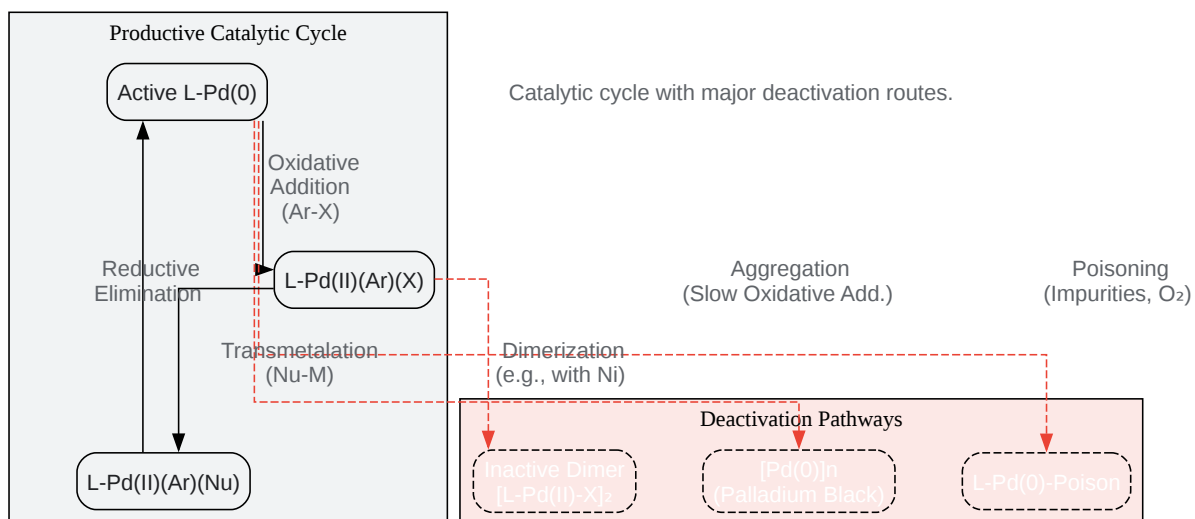 Productive Catalytic Cycle
Active L-Pd(0)
Catalytic cycle with major deactivation routes.
Oxidative
Addition
(Ar-X)
L-Pd(II)(Ar)(X)
Reductive
Elimination
Aggregation
(Slow Oxidative Add.)
Poisoning
(Impurities, O₂)
Transmetalation
(Nu-M)
Dimerization
(e.g., with Ni)
Deactivation Pathways
L-Pd(II)(Ar)(Nu)
Inactive Dimer
[L-Pd(II)-X]₂
[Pd(0)]n
(Palladium Black)
L-Pd(0)-Poison